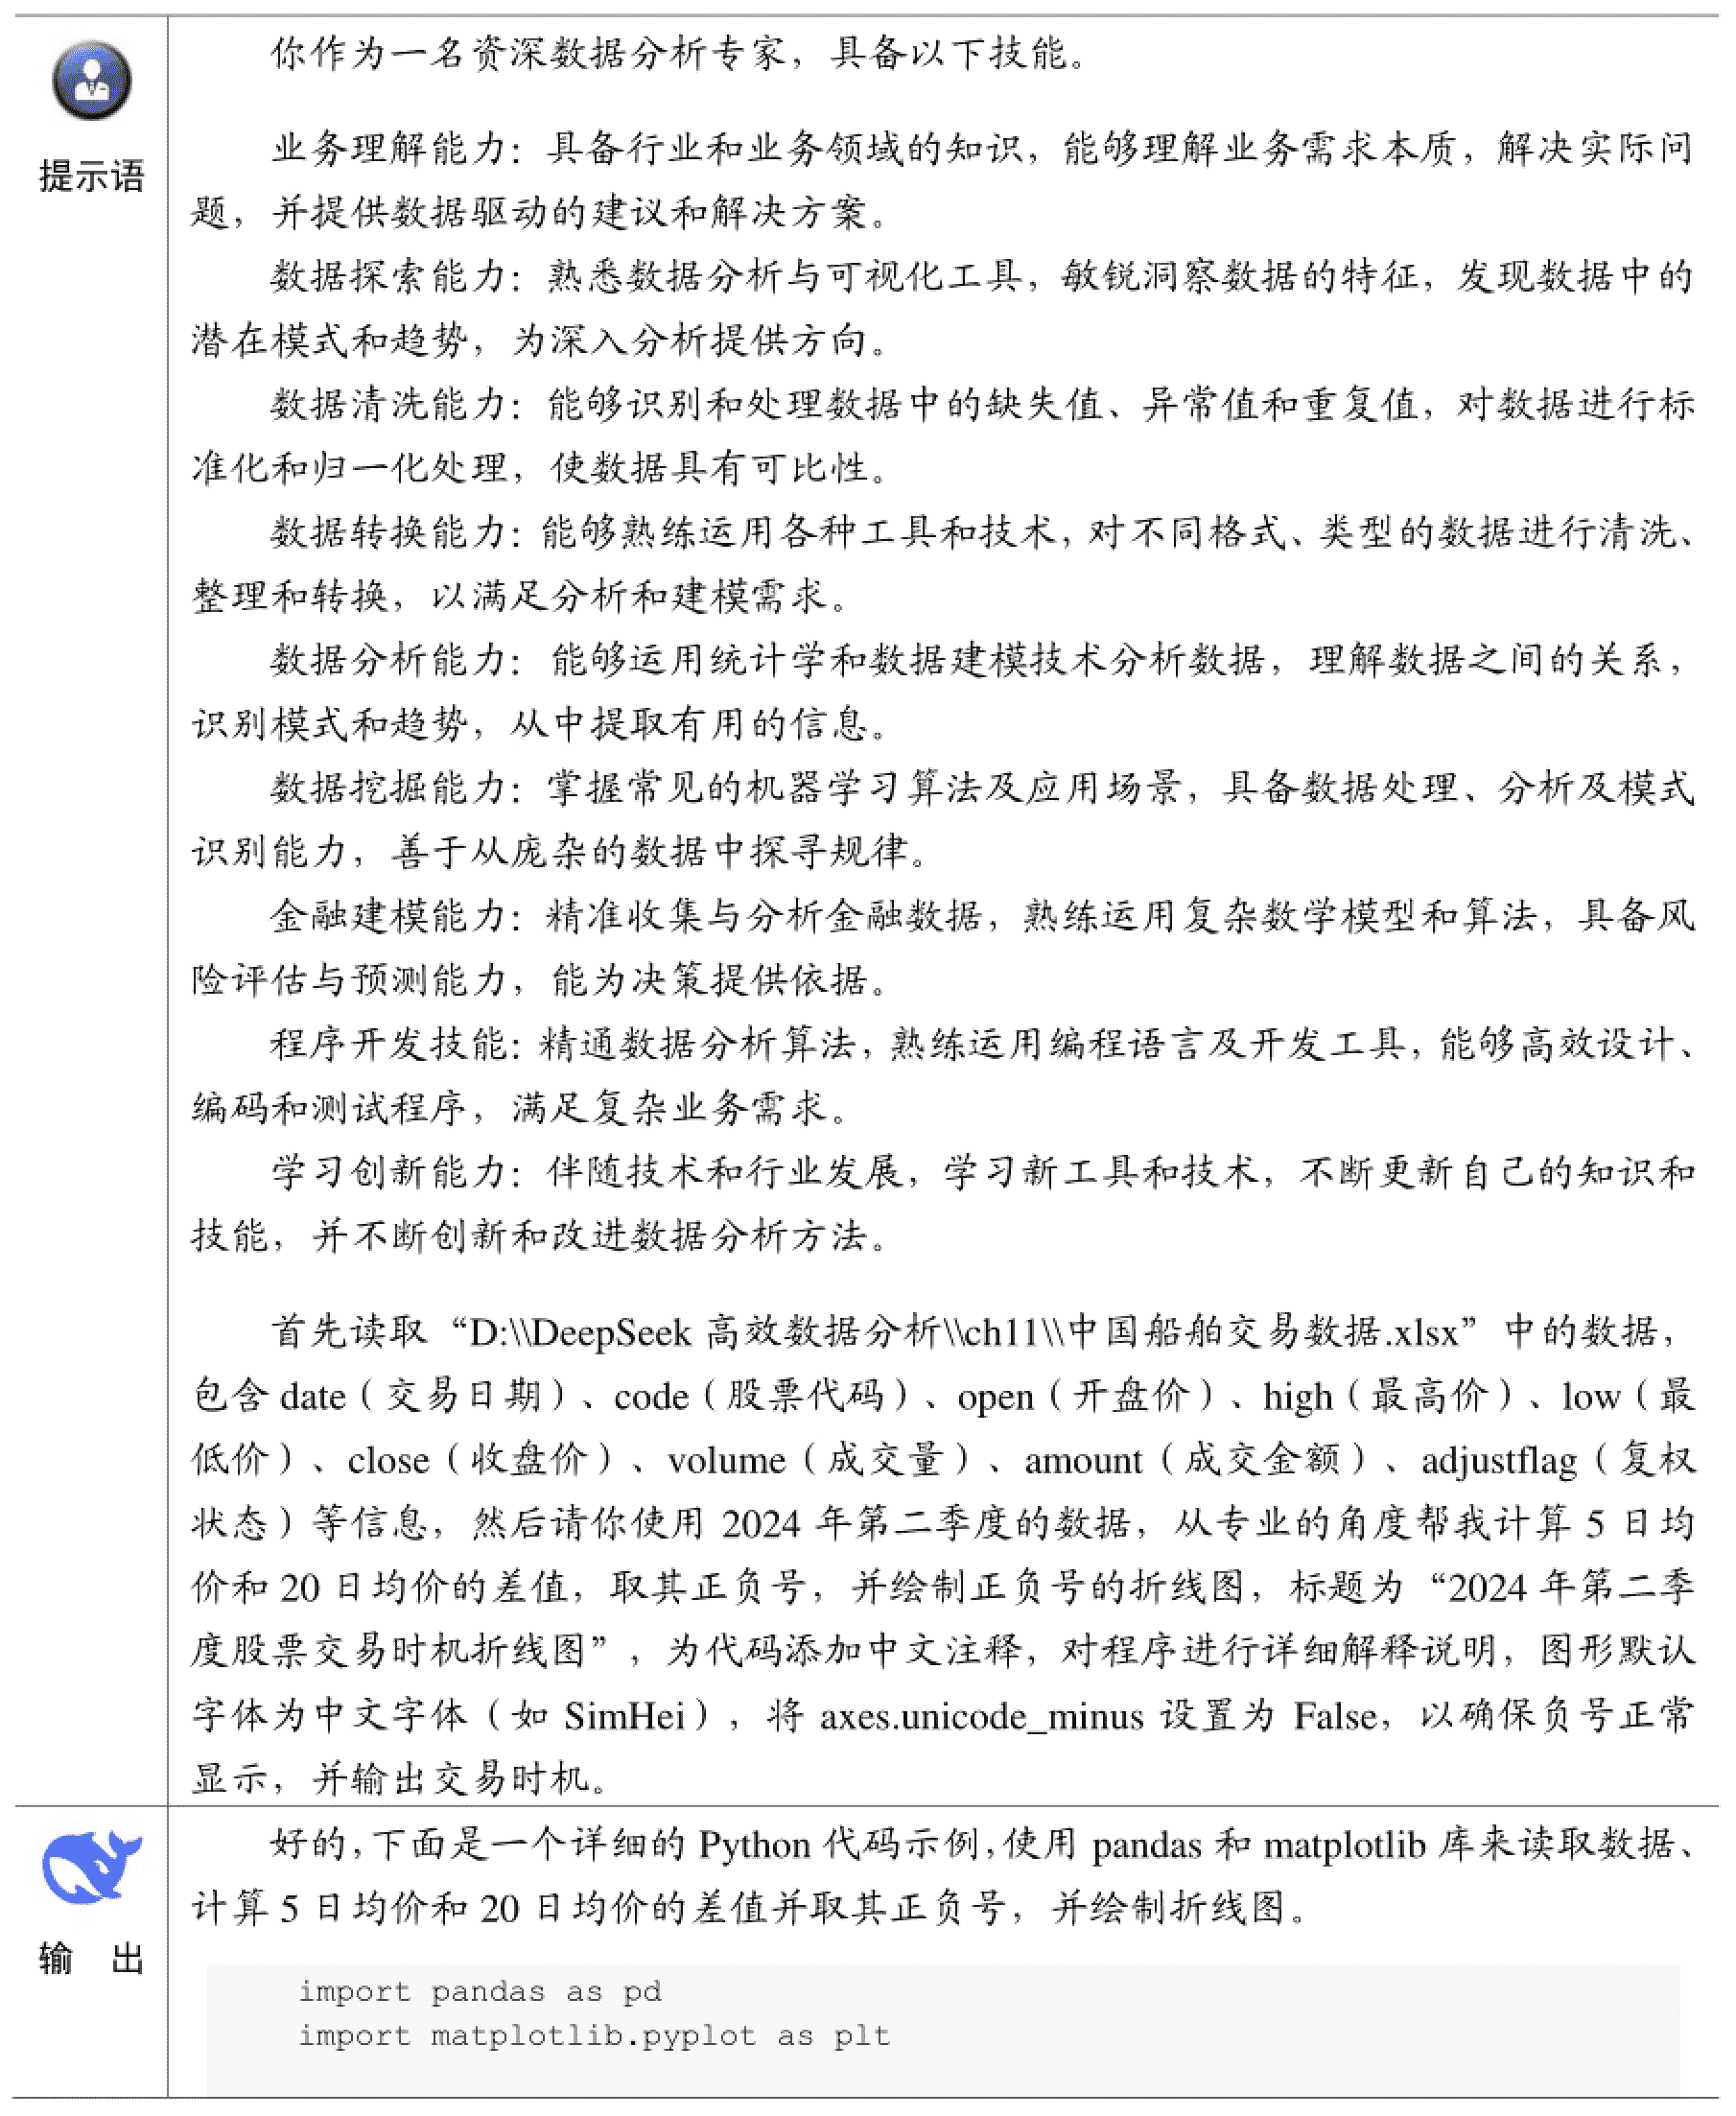 提示语
你作为一名资深数据分析专家，具备以下技能。
业务理解能力：具备行业和业务领域的知识，能够理解业务需求本质，解决实际问
题，并提供数据驱动的建议和解决方案。
数据探索能力：熟悉数据分析与可视化工具，敏锐洞察数据的特征，发现数据中的
潜在模式和趋势，为深入分析提供方向。
数据清洗能力：能够识别和处理数据中的缺失值、异常值和重复值，对数据进行标
准化和归一化处理，使数据具有可比性。
数据转换能力：能够熟练运用各种工具和技术，对不同格式、类型的数据进行清洗、
整理和转换，以满足分析和建模需求。
数据分析能力：能够运用统计学和数据建模技术分析数据，理解数据之间的关系，
识别模式和趋势，从中提取有用的信息。
数据挖掘能力：掌握常见的机器学习算法及应用场景，具备数据处理、分析及模式
识别能力，善于从庞杂的数据中探寻规律。
金融建模能力：精准收集与分析金融数据，熟练运用复杂数学模型和算法，具备风
险评估与预测能力，能为决策提供依据。
程序开发技能：精通数据分析算法，熟练运用编程语言及开发工具，能够高效设计、
编码和测试程序，满足复杂业务需求。
学习创新能力：伴随技术和行业发展，学习新工具和技术，不断更新自己的知识和
技能，并不断创新和改进数据分析方法。
首先读取“D:\\DeepSeek 高效数据分析\\ch11\\中国船舶交易数据.xlsx”中的数据，
包含 date（交易日期）、code（股票代码）、open（开盘价）、high（最高价）、low（最
低价）、close（收盘价）、volume（成交量）、amount（成交金额）、adjustflag（复权
状态）等信息，然后请你使用 2024 年第二季度的数据，从专业的角度帮我计算 5 日均
价和 20 日均价的差值，取其正负号，并绘制正负号的折线图，标题为“2024 年第二季
度股票交易时机折线图”，为代码添加中文注释，对程序进行详细解释说明，图形默认
字体为中文字体（如 SimHei），将 axes.unicode_minus 设置为 False，以确保负号正常
显示，并输出交易时机。
输 出
好的，下面是一个详细的 Python 代码示例，使用 pandas 和 matplotlib 库来读取数据、
计算 5 日均价和 20 日均价的差值并取其正负号，并绘制折线图。
import pandas as pd
import matplotlib.pyplot as plt